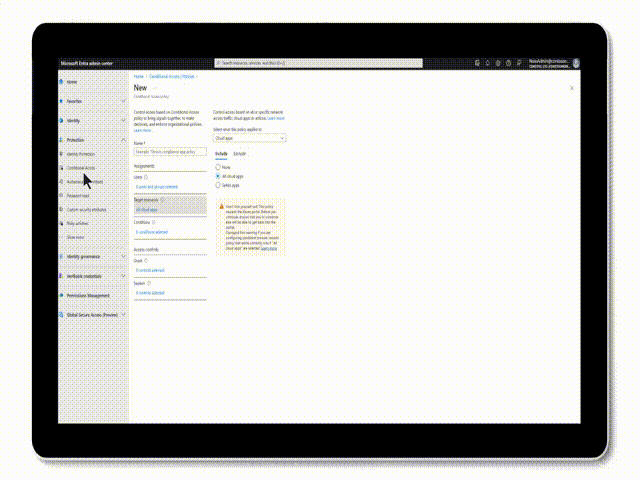 Microsoft Entra admin center
Search resources, services, and docs (G+/)
Home
Favorites
Identity
Protection
Identity Protection
Conditional Access
Password reset
Custom security attributes
Risky activities
Show more
Identity governance
Verifiable credentials
Permissions Management
Global Secure Access (Preview)
Home > Conditional Access | Policies >
New
Conditional Access policy
Control access based on Conditional Access
policy to bring signals together, to make
decisions, and enforce organizational policies.
Learn more
Name *
Example: 'Device compliance app policy'
Assignments
Users
0 users and groups selected
Target resources
All cloud apps
Conditions
0 conditions selected
Access controls
Grant
0 controls selected
Session
0 controls selected
Control access based on all or specific network
access traffic, cloud apps or actions. Learn more
Select what this policy applies to
Cloud apps
Include Exclude
None
All cloud apps
Select apps
Don't lock yourself out! This policy
impacts the Azure portal. Before you
continue, ensure that you or someone
else will be able to get back into the
portal.
Disregard this warning if you are
configuring persistent browser session
policy that works correctly only if "All
cloud apps" are selected. Learn more